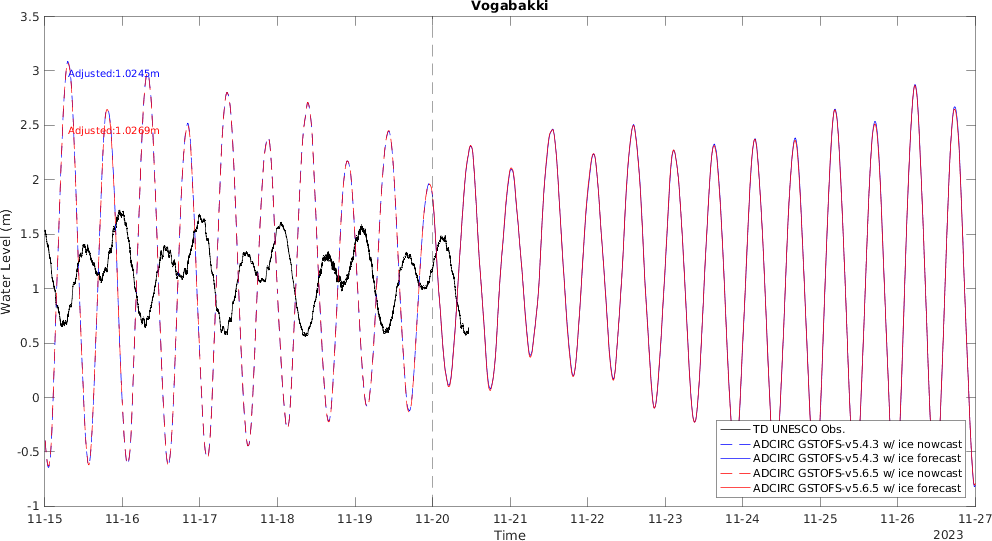 Vogabakki
3.5
3
2.5
2
1.5
1
0.5
0
-0.5
-1
Water Level (m)
Adjusted:1.0245m
Adjusted:1.0269m
TD UNESCO Obs.
ADCIRC GSTOFS-v5.4.3 w/ ice nowcast
ADCIRC GSTOFS-v5.4.3 w/ ice forecast
ADCIRC GSTOFS-v5.6.5 w/ ice nowcast
ADCIRC GSTOFS-v5.6.5 w/ ice forecast
11-15 11-16 11-17 11-18 11-19 11-20 11-21 11-22 11-23 11-24 11-25 11-26 11-27
Time
2023